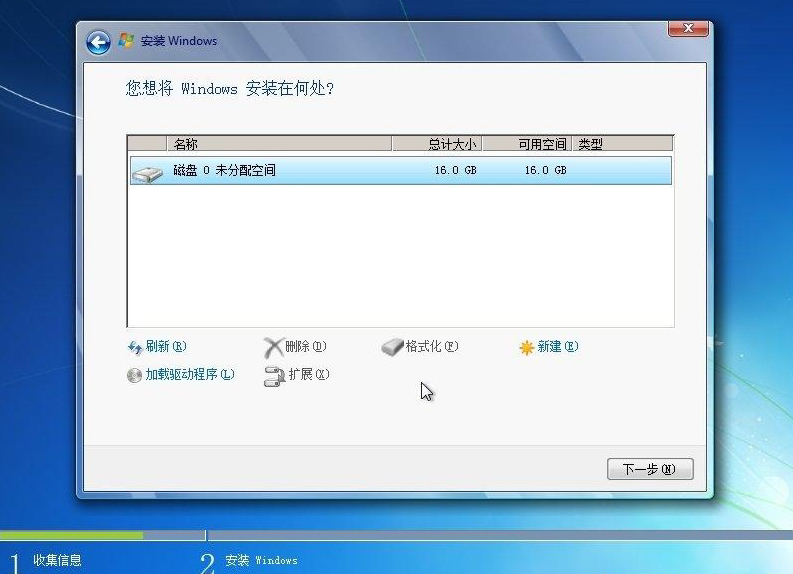 安装 Windows
您想将 Windows 安装在何处?
名称 总计大小 可用空间 类型
磁盘 0 未分配空间 16.0 GB 16.0 GB
刷新(R) 删除(D) 格式化(F) 新建(E)
加载驱动程序(L) 扩展(X)
下一步(N)
1 收集信息 2 安装 Windows